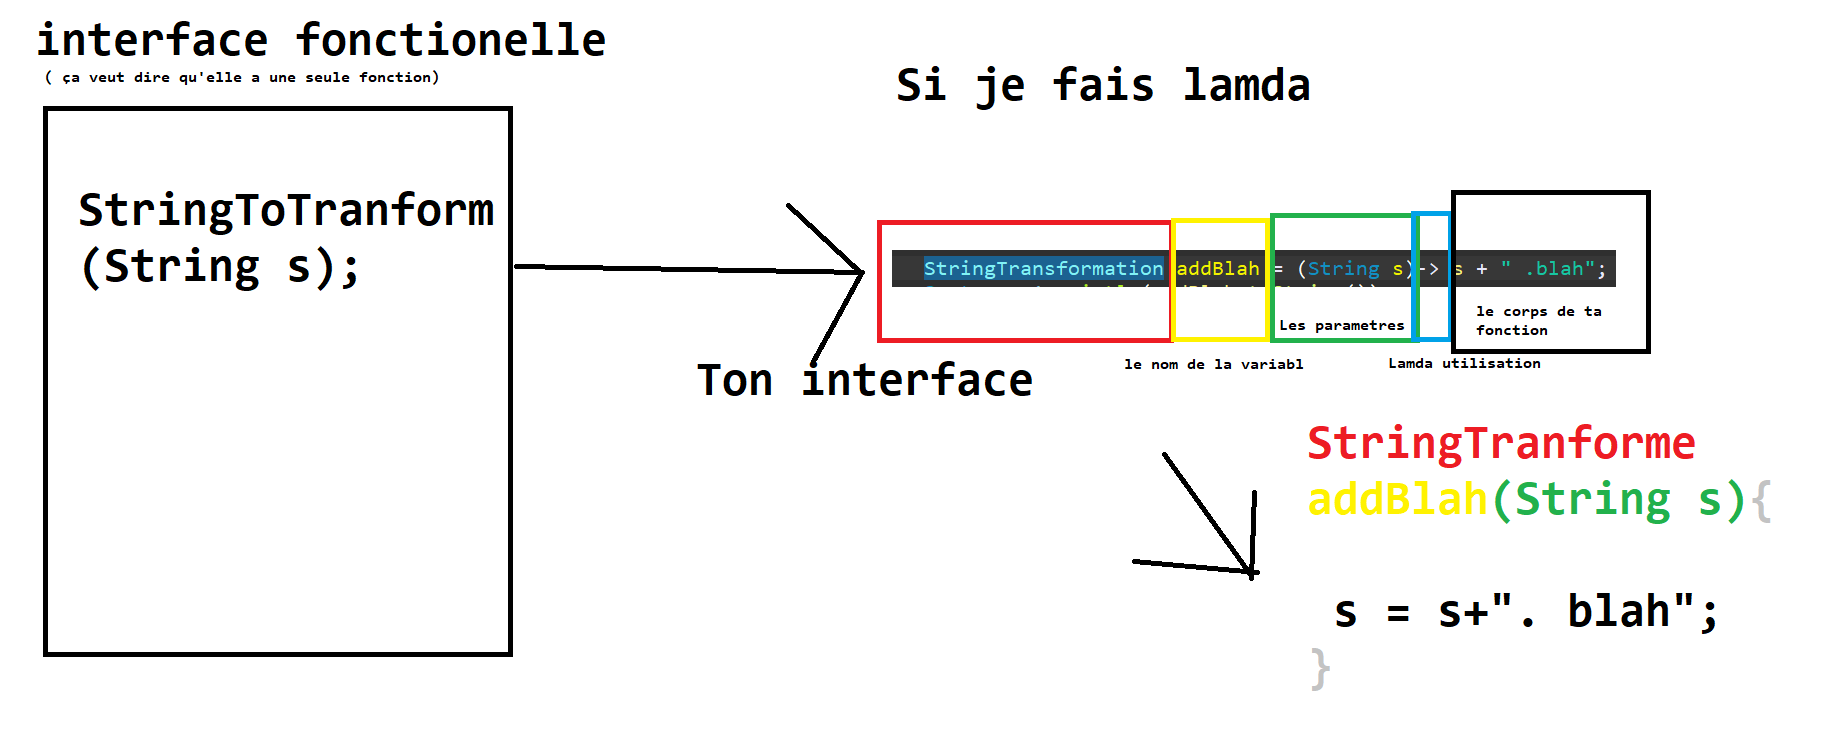 interface fonctionelle
( ça veut dire qu'elle a une seule fonction)
StringToTranform
(String s);
Si je fais lamda
StringTransformation addBlah = (String s)-> s + " .blah";
Les parametres
le corps de ta
fonction
le nom de la variabl
Lamda utilisation
Ton interface
StringTranforme
addBlah(String s){
s = s+". blah";
}